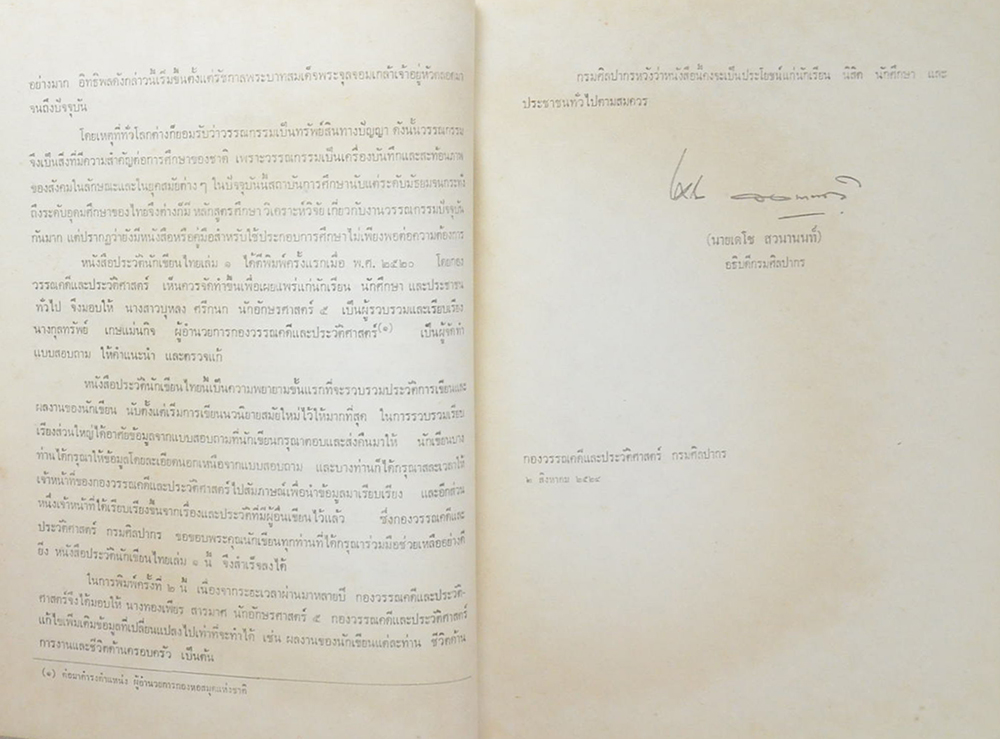 อย่างมาก อิทธิพลดังกล่าวนี้เริ่มขึ้นตั้งแต่รัชกาลพระบาทสมเด็จพระจุลจอมเกล้าเจ้าอยู่หัวตลอดมา
จนถึงปัจจุบัน
โดยเหตุที่ทั่วโลกต่างก็ยอมรับว่าวรรณกรรมเป็นทรัพย์สินทางปัญญา ดังนั้นวรรณกรรม
จึงเป็นสิ่งที่มีความสำคัญต่อการศึกษาของชาติ เพราะวรรณกรรมเป็นเครื่องบันทึกและสะท้อนภาพ
ของสังคมในลักษณะและในยุคสมัยต่าง ๆ ในปัจจุบันนี้สถาบันการศึกษานับแต่ระดับมัธยมจนกระทั่ง
ถึงระดับอุดมศึกษาของไทยจึงต่างก็มี หลักสูตรศึกษา วิเคราะห์วิจัย เกี่ยวกับงานวรรณกรรมปัจจุบัน
กันมาก แต่ปรากฏว่ายังมีหนังสือหรือคู่มือสำหรับใช้ประกอบการศึกษาไม่เพียงพอต่อความต้องการ
หนังสือประวัตินักเขียนไทยเล่ม ๑ ได้ตีพิมพ์ครั้งแรกเมื่อ พ.ศ. ๒๕๒๐ โดยกอง
วรรณคดีและประวัติศาสตร์ เห็นควรจัดทำขึ้นเพื่อเผยแพร่แก่นักเรียน นักศึกษา และประชาชน
ทั่วไป จึงมอบให้ นางสาวบุหลง ศรีกนก นักอักษรศาสตร์ ๕ เป็นผู้รวบรวมและเรียบเรียง
นางกุลทรัพย์ เกษแม่นกิจ ผู้อำนวยการกองวรรณคดีและประวัติศาสตร์(๑) เป็นผู้จัดทำ
แบบสอบถาม ให้คำแนะนำ และตรวจแก้
หนังสือประวัตินักเขียนไทยนี้เป็นความพยายามขั้นแรกที่จะรวบรวมประวัติการเขียนและ
ผลงานของนักเขียน นับตั้งแต่เริ่มการเขียนนวนิยายสมัยใหม่ไว้ให้มากที่สุด ในการรวบรวมเรียบ
เรียงส่วนใหญ่ได้อาศัยข้อมูลจากแบบสอบถามที่นักเขียนกรุณาตอบและส่งคืนมาให้ นักเขียนบาง
ท่านได้กรุณาให้ข้อมูลโดยละเอียดนอกเหนือจากแบบสอบถาม และบางท่านก็ได้กรุณาสละเวลาให้
เจ้าหน้าที่ของกองวรรณคดีและประวัติศาสตร์ไปสัมภาษณ์เพื่อนำข้อมูลมาเรียบเรียง และอีกส่วน
หนึ่งเจ้าหน้าที่ได้เรียบเรียงขึ้นจากเรื่องและประวัติที่มีผู้อื่นเขียนไว้แล้ว ซึ่งกองวรรณคดีและ
ประวัติศาสตร์ กรมศิลปากร ขอขอบพระคุณนักเขียนทุกท่านที่ได้กรุณาร่วมมือช่วยเหลืออย่างดี
ยิ่ง หนังสือประวัตินักเขียนไทยเล่ม ๑ นี้ จึงสำเร็จลงได้
ในการพิมพ์ครั้งที่ ๒ นี้ เนื่องจากระยะเวลาผ่านมาหลายปี กองวรรณคดีและประวัติ-
ศาสตร์จึงได้มอบให้ นางทองเพียร สารมาศ นักอักษรศาสตร์ ๕ กองวรรณคดีและประวัติศาสตร์
แก้ไขเพิ่มเติมข้อมูลที่เปลี่ยนแปลงไปเท่าที่จะทำได้ เช่น ผลงานของนักเขียนแต่ละท่าน ชีวิตด้าน
การงานและชีวิตด้านครอบครัว เป็นต้น
(๑) ต่อมาดำรงตำแหน่ง ผู้อำนวยการกองหอสมุดแห่งชาติ
กรมศิลปากรหวังว่าหนังสือนี้คงจะเป็นประโยชน์แก่นักเรียน นิสิต นักศึกษา และ
ประชาชนทั่วไปตามสมควร
(นายเดโช สวนานนท์)
อธิบดีกรมศิลปากร
กองวรรณคดีและประวัติศาสตร์ กรมศิลปากร
๒ สิงหาคม ๒๕๒๔